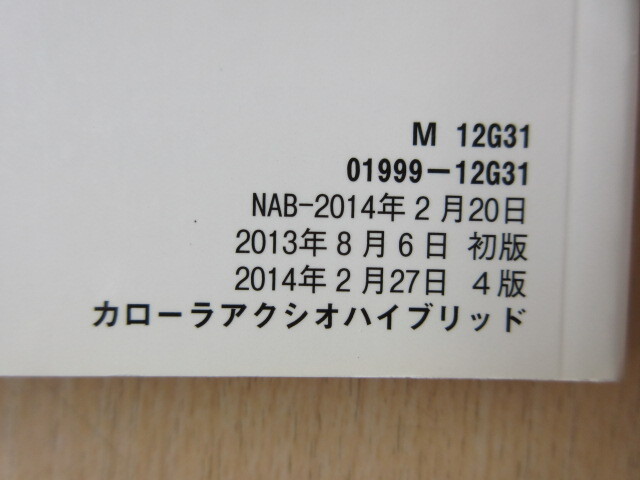 M 12G31
01999−12G31
NAB-2014年2月20日
2013年8月6日 初版
2014年2月27日 4版
カローラアクシオハイブリッド